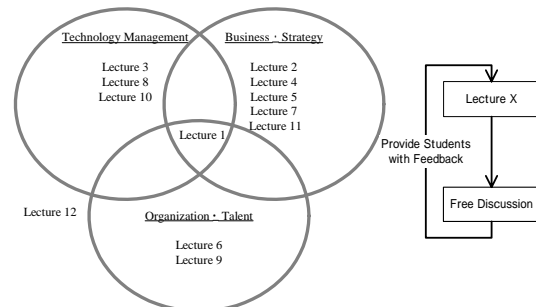 Technology Management
Lecture 3
Lecture 8
Lecture 10
Business・Strategy
Lecture 2
Lecture 4
Lecture 5
Lecture 7
Lecture 11
Lecture 1
Lecture 12
Organization・Talent
Lecture 6
Lecture 9
Lecture X
Provide Students
with Feedback
Free Discussion